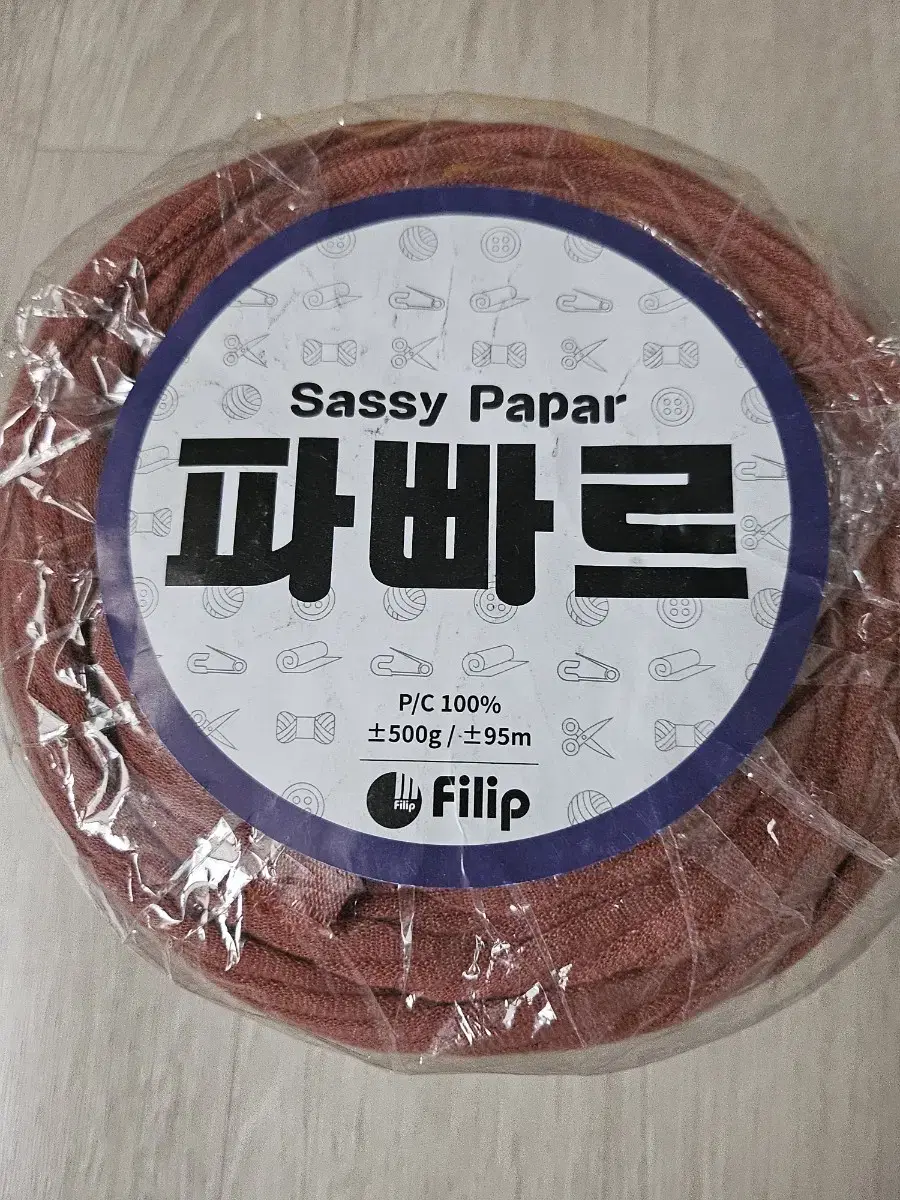 Sassy Papar
파빠르
P/C 100%
±500g / ±95m
Filip Filip